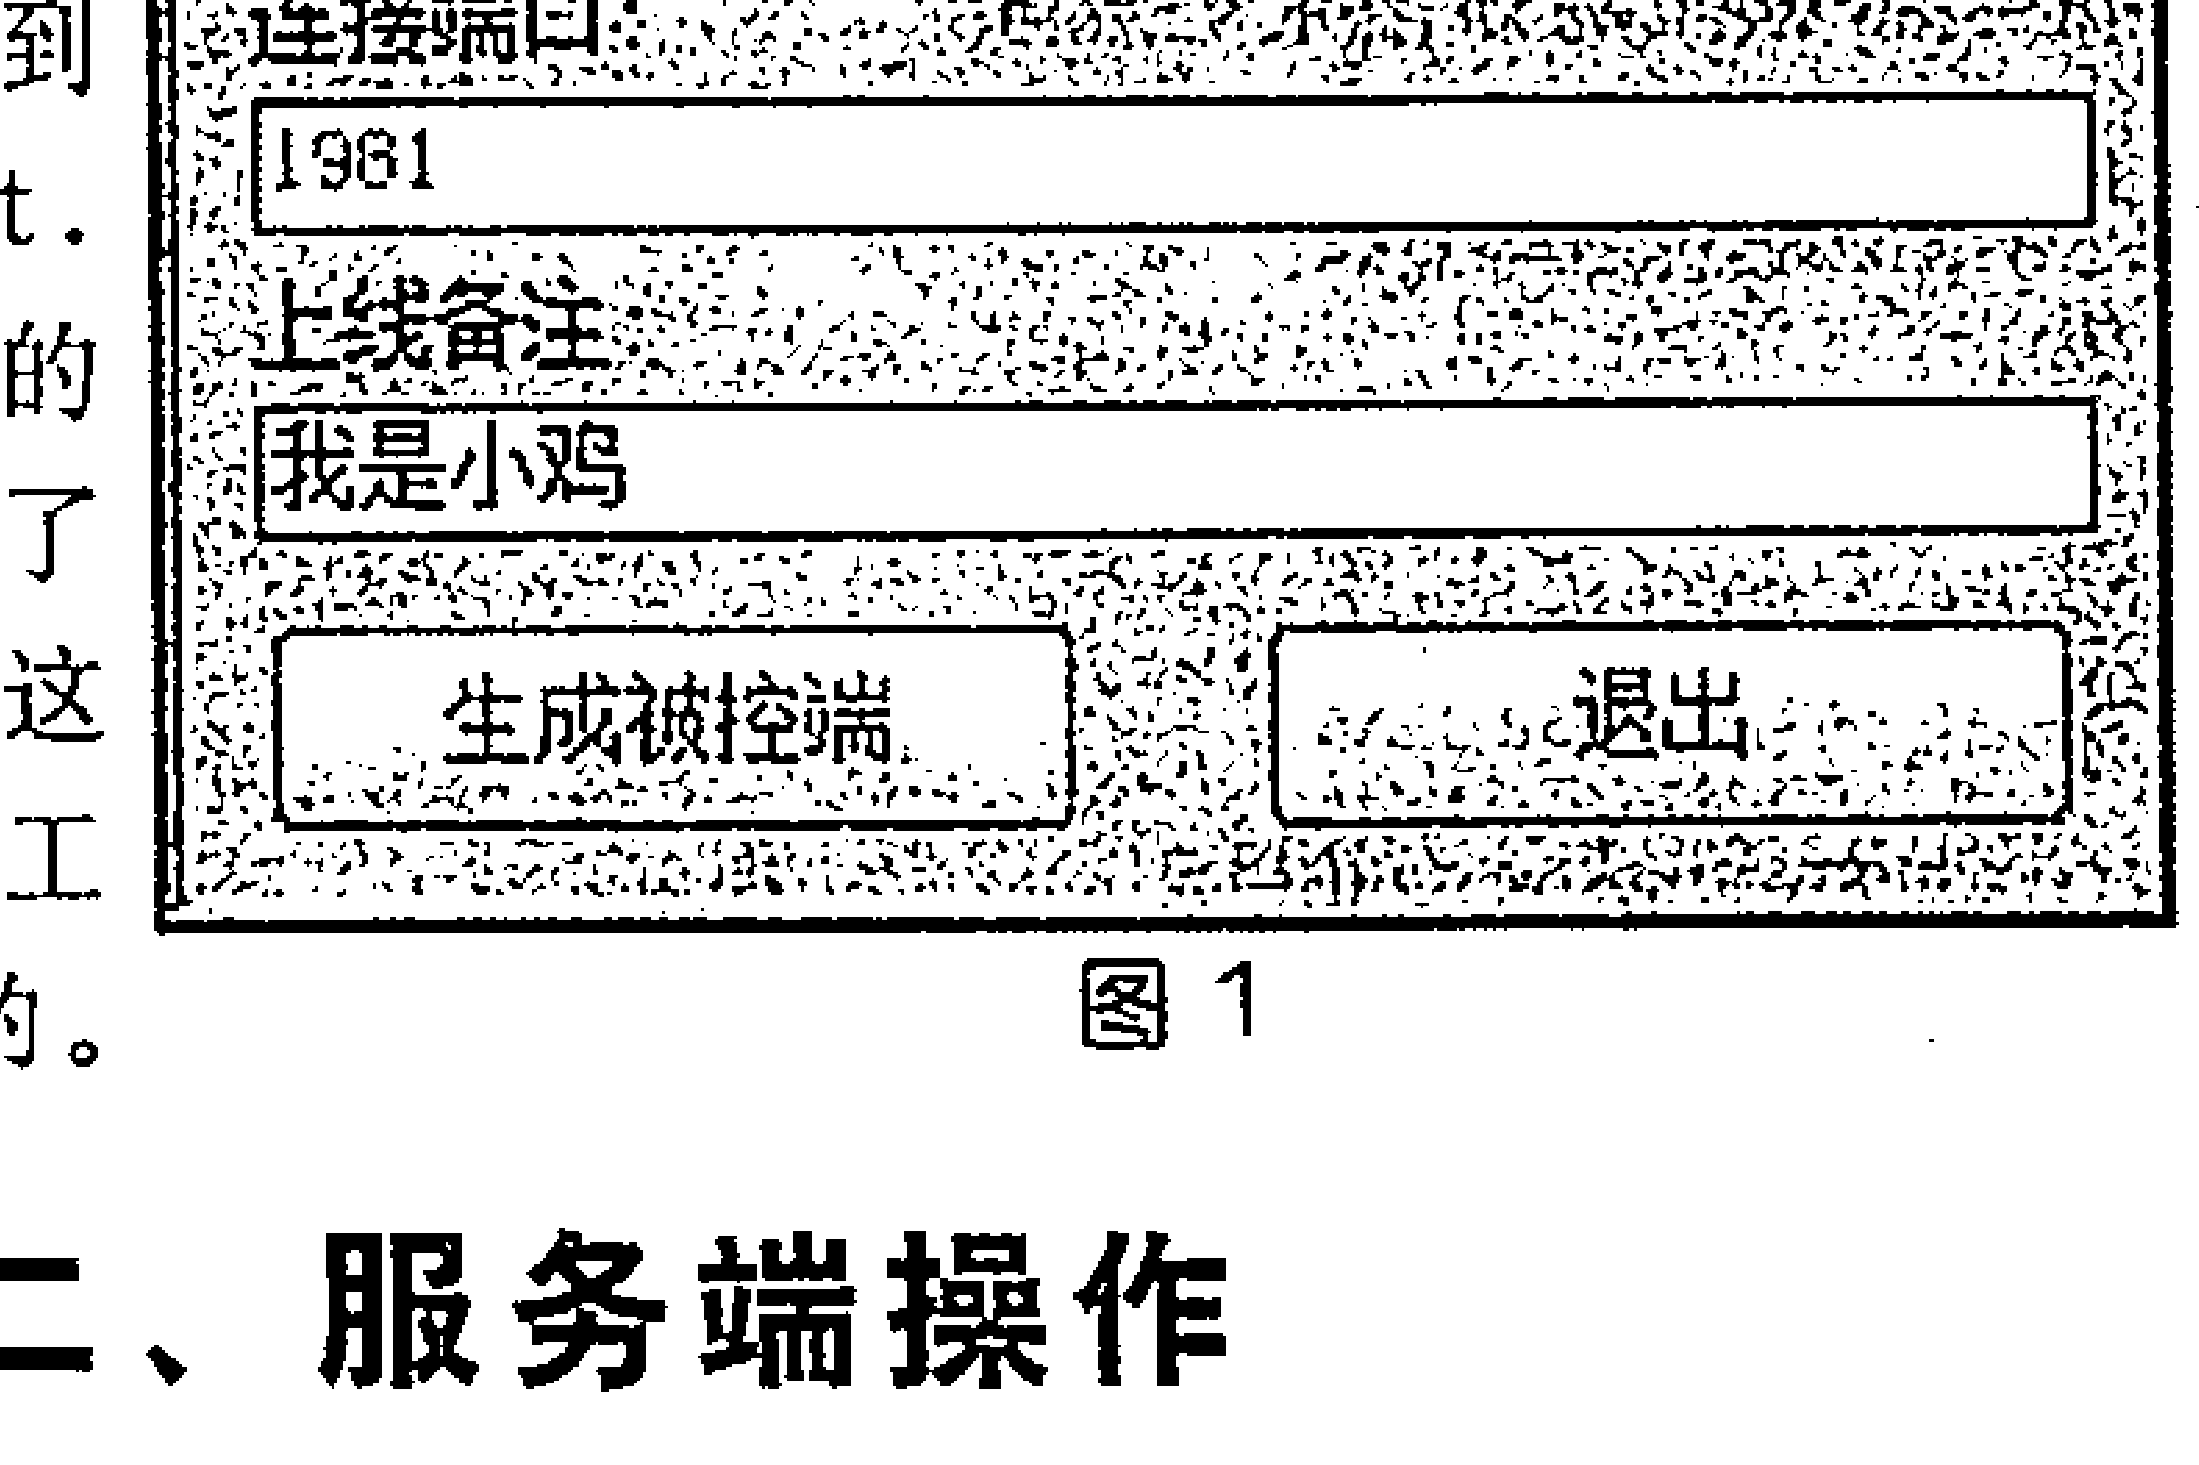 到
连接端口:
1981
t.
上线备注:
的
我是小鸡
了
这
生成被控端
退出
工
的。
图 1
二、服务端操作